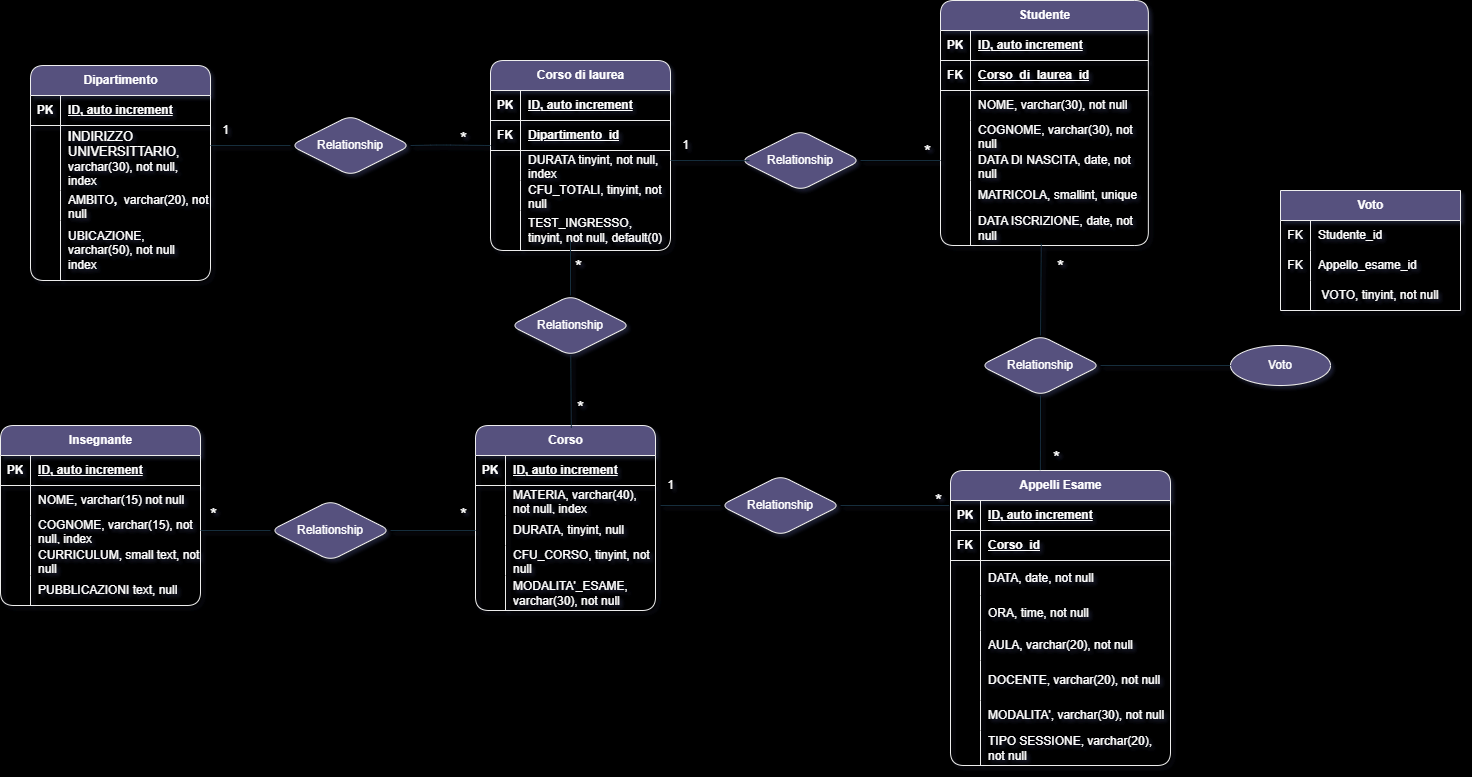 Dipartimento
PK ID, auto increment
INDIRIZZO
UNIVERSITTARIO,
varchar(30), not null,
index
AMBITO, varchar(20), not
null
UBICAZIONE,
varchar(50), not null
index
1
Relationship
*
Corso di laurea
PK ID, auto increment
FK Dipartimento_id
DURATA tinyint, not null,
index
CFU_TOTALI, tinyint, not
null
TEST_INGRESSO,
tinyint, not null, default(0)
1
Relationship
*
Studente
PK ID, auto increment
FK Corso_di_laurea_id
NOME, varchar(30), not null
COGNOME, varchar(30), not
null
DATA DI NASCITA, date, not
null
MATRICOLA, smallint, unique
DATA ISCRIZIONE, date, not
null
Voto
FK Studente_id
FK Appello_esame_id
VOTO, tinyint, not null
*
Relationship
*
*
Relationship
*
Voto
Insegnante
PK ID, auto increment
NOME, varchar(15) not null
COGNOME, varchar(15), not
null, index
CURRICULUM, small text, not
null
PUBBLICAZIONI text, null
*
Relationship
*
Corso
PK ID, auto increment
MATERIA, varchar(40),
not null, index
DURATA, tinyint, null
CFU_CORSO, tinyint, not
null
MODALITA'_ESAME,
varchar(30), not null
1
Relationship
*
Appelli Esame
PK ID, auto increment
FK Corso_id
DATA, date, not null
ORA, time, not null
AULA, varchar(20), not null
DOCENTE, varchar(20), not null
MODALITA', varchar(30), not null
TIPO SESSIONE, varchar(20),
not null